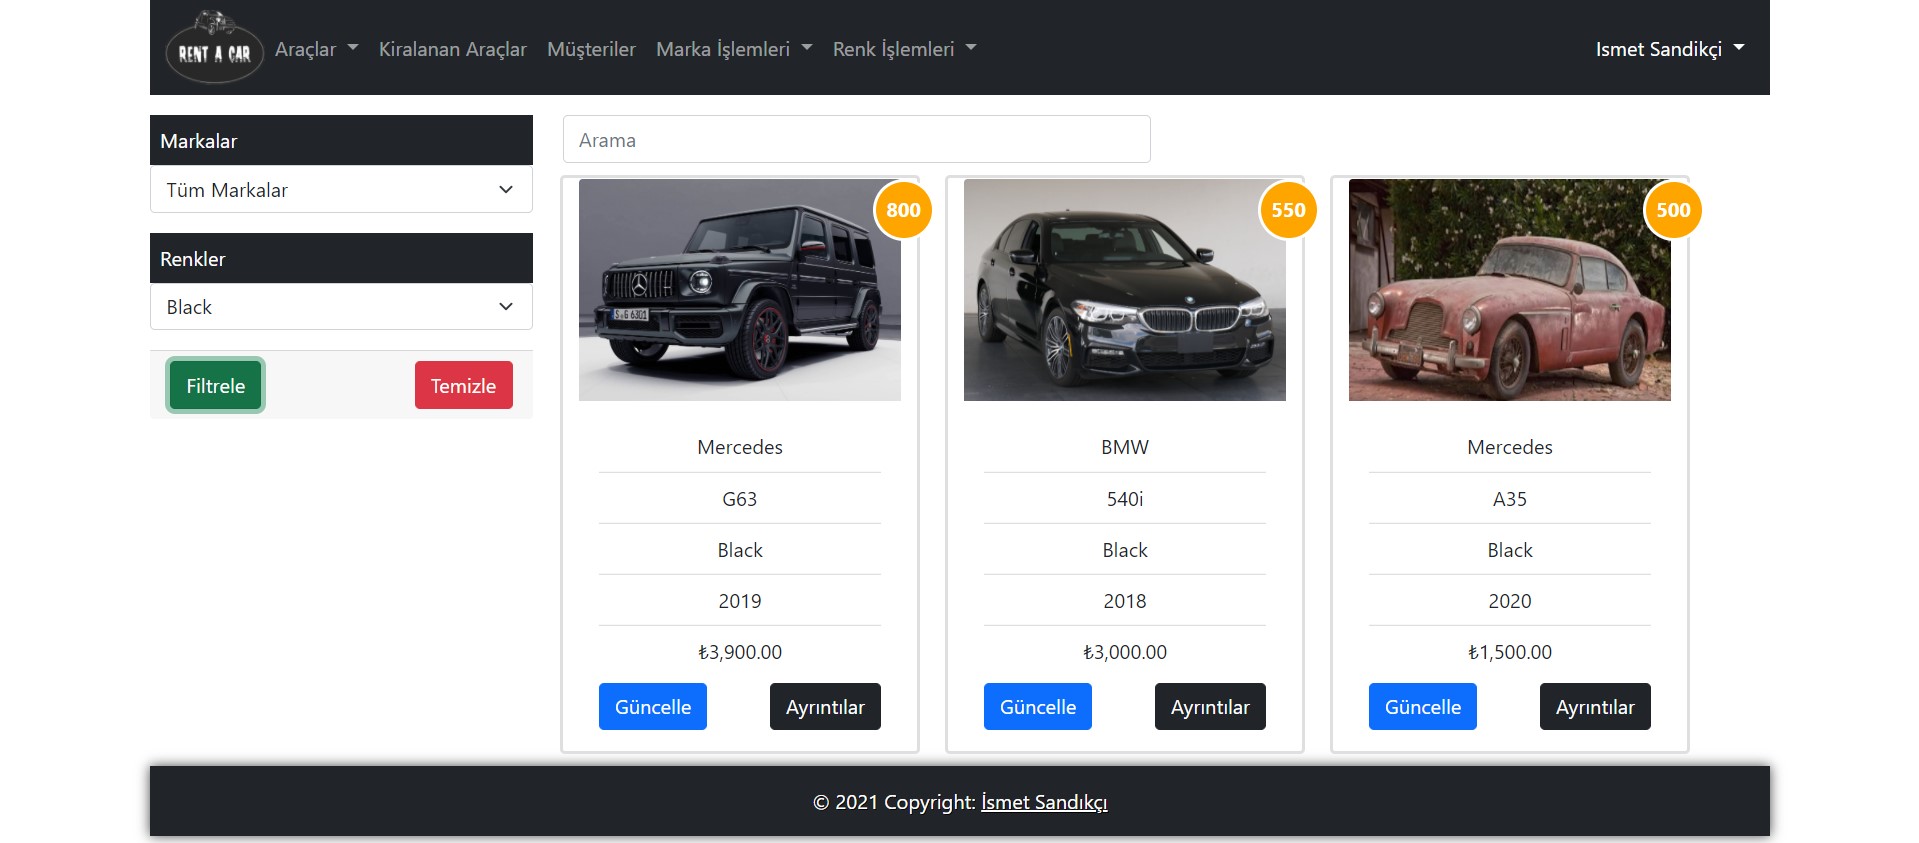 RENT A CAR
Araçlar
Kiralanan Araçlar
Müşteriler
Marka İşlemleri
Renk İşlemleri
Ismet Sandikçi
Markalar
Tüm Markalar
Renkler
Black
Filtrele
Temizle
Arama
800
S G 6301
Mercedes
G63
Black
2019
₺3,900.00
Güncelle
Ayrıntılar
550
BMW
540i
Black
2018
₺3,000.00
Güncelle
Ayrıntılar
500
Mercedes
A35
Black
2020
₺1,500.00
Güncelle
Ayrıntılar
© 2021 Copyright: İsmet Sandıkçı